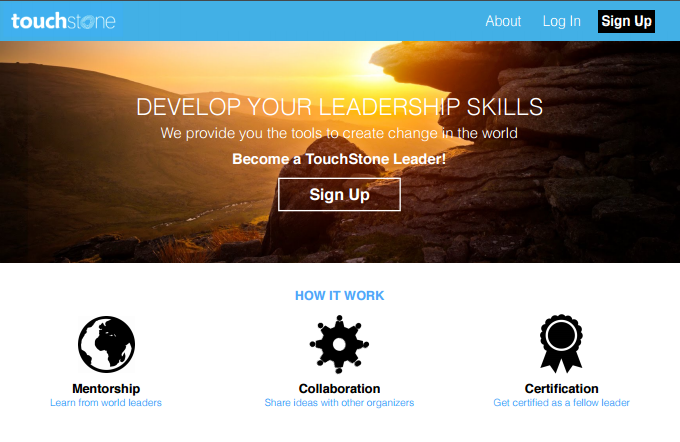 touchstone
About Log In Sign Up
DEVELOP YOUR LEADERSHIP SKILLS
We provide you the tools to create change in the world
Become a TouchStone Leader!
Sign Up
HOW IT WORK
Mentorship Collaboration Certification
Learn from world leaders Share ideas with other organizers Get certified as a fellow leader